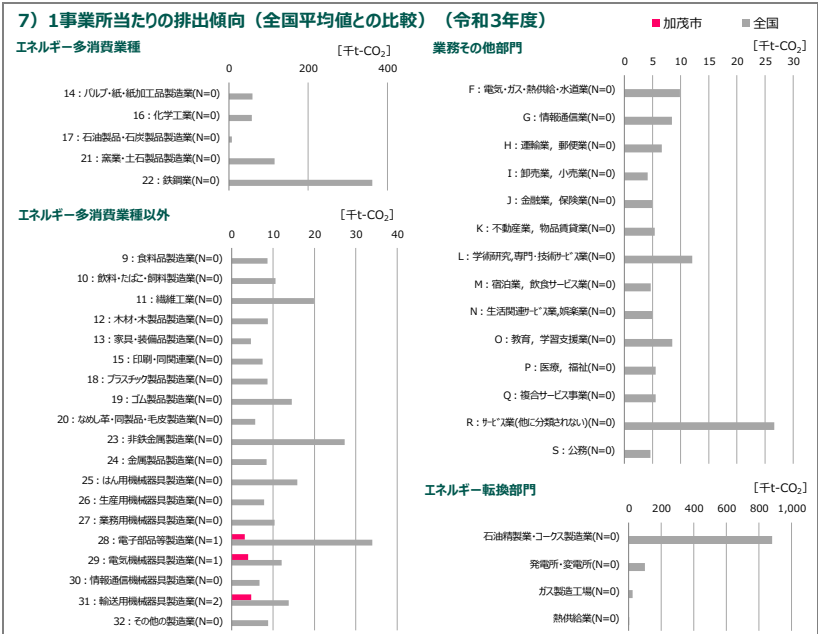 7）1事業所当たりの排出傾向（全国平均値との比較）（令和3年度）
■加茂市 ■全国
エネルギー多消費業種
[千t-CO₂]
0 200 400
14：パルプ･紙･紙加工品製造業(N=0)
16：化学工業(N=0)
17：石油製品･石炭製品製造業(N=0)
21：窯業･土石製品製造業(N=0)
22：鉄鋼業(N=0)
エネルギー多消費業種以外
[千t-CO₂]
0 10 20 30 40
9：食料品製造業(N=0)
10：飲料･たばこ･飼料製造業(N=0)
11：繊維工業(N=0)
12：木材･木製品製造業(N=0)
13：家具･装備品製造業(N=0)
15：印刷･同関連業(N=0)
18：プラスチック製品製造業(N=0)
19：ゴム製品製造業(N=0)
20：なめし革･同製品･毛皮製造業(N=0)
23：非鉄金属製造業(N=0)
24：金属製品製造業(N=0)
25：はん用機械器具製造業(N=0)
26：生産用機械器具製造業(N=0)
27：業務用機械器具製造業(N=0)
28：電子部品等製造業(N=1)
29：電気機械器具製造業(N=1)
30：情報通信機械器具製造業(N=0)
31：輸送用機械器具製造業(N=2)
32：その他の製造業(N=0)
業務その他部門
[千t-CO₂]
0 5 10 15 20 25 30
F：電気･ガス･熱供給･水道業(N=0)
G：情報通信業(N=0)
H：運輸業，郵便業(N=0)
I：卸売業，小売業(N=0)
J：金融業，保険業(N=0)
K：不動産業，物品賃貸業(N=0)
L：学術研究,専門･技術ｻｰﾋﾞｽ業(N=0)
M：宿泊業，飲食サービス業(N=0)
N：生活関連ｻｰﾋﾞｽ業,娯楽業(N=0)
O：教育，学習支援業(N=0)
P：医療，福祉(N=0)
Q：複合サービス事業(N=0)
R：ｻｰﾋﾞｽ業(他に分類されない)(N=0)
S：公務(N=0)
エネルギー転換部門
[千t-CO₂]
0 200 400 600 800 1,000
石油精製業･コークス製造業(N=0)
発電所･変電所(N=0)
ガス製造工場(N=0)
熱供給業(N=0)